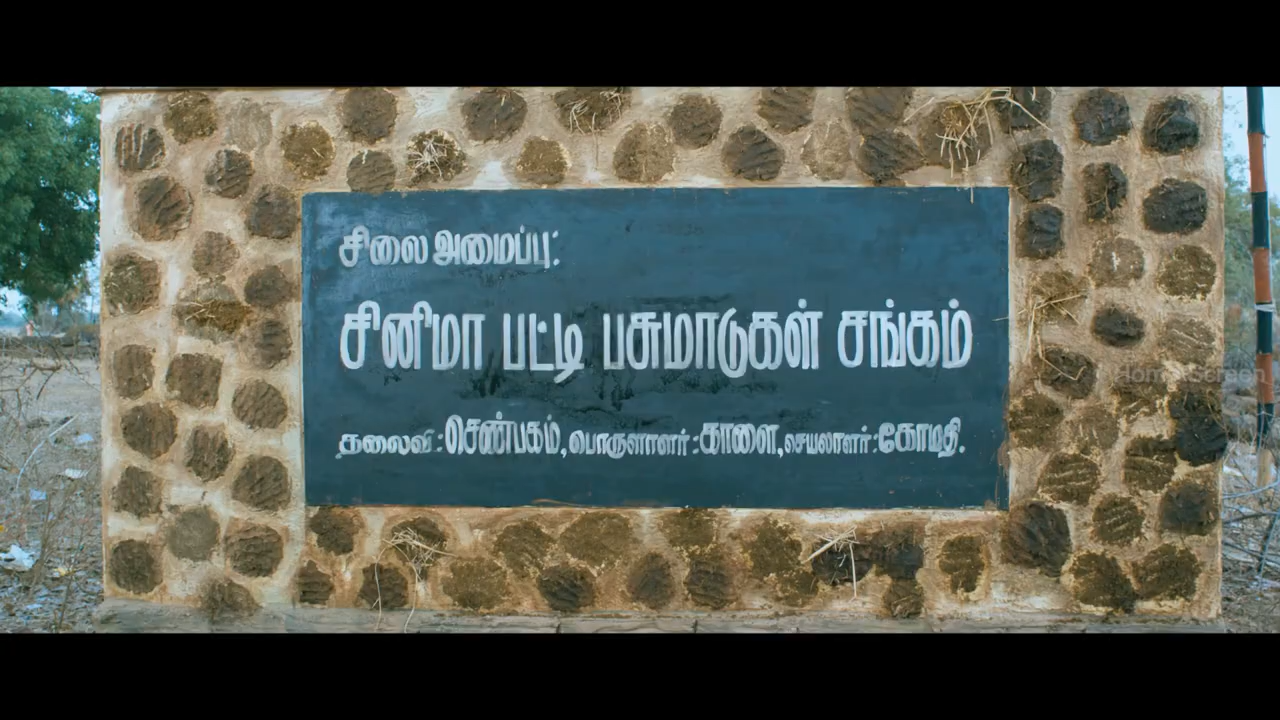 சிலை அமைப்பு:
சினிமா பட்டி பசுமாடுகள் சங்கம்
தலைவி : செண்பகம், பொருளாளர் : காளை, செயலாளர் : கோமதி.